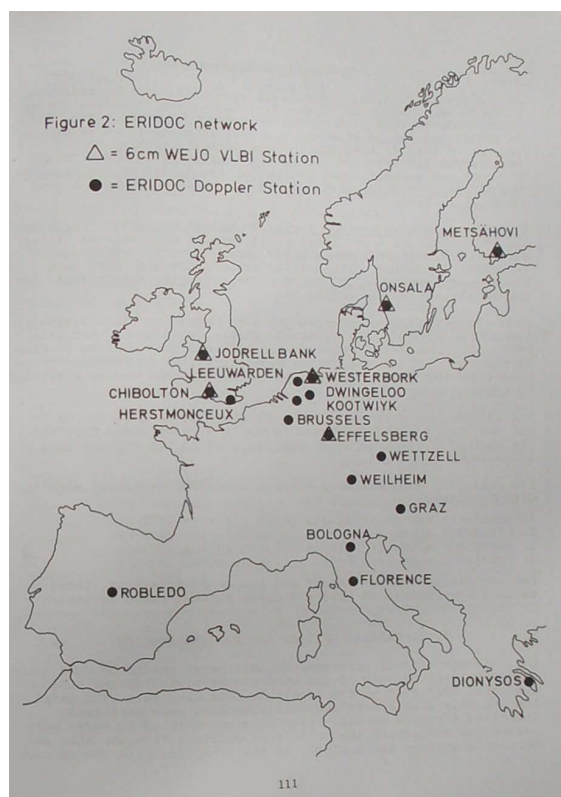 Figure 2: ERIDOC network
△ = 6cm WEJO VLBI Station
● = ERIDOC Doppler Station
METSÄHOVI
ONSALA
JODRELL BANK
LEEUWARDEN
WESTERBORK
CHIBOLTON
DWINGELOO
HERSTMONCEUX
KOOTWIYK
BRUSSELS
EFFELSBERG
WETTZELL
WEILHEIM
GRAZ
BOLOGNA
FLORENCE
ROBLEDO
DIONYSOS
111